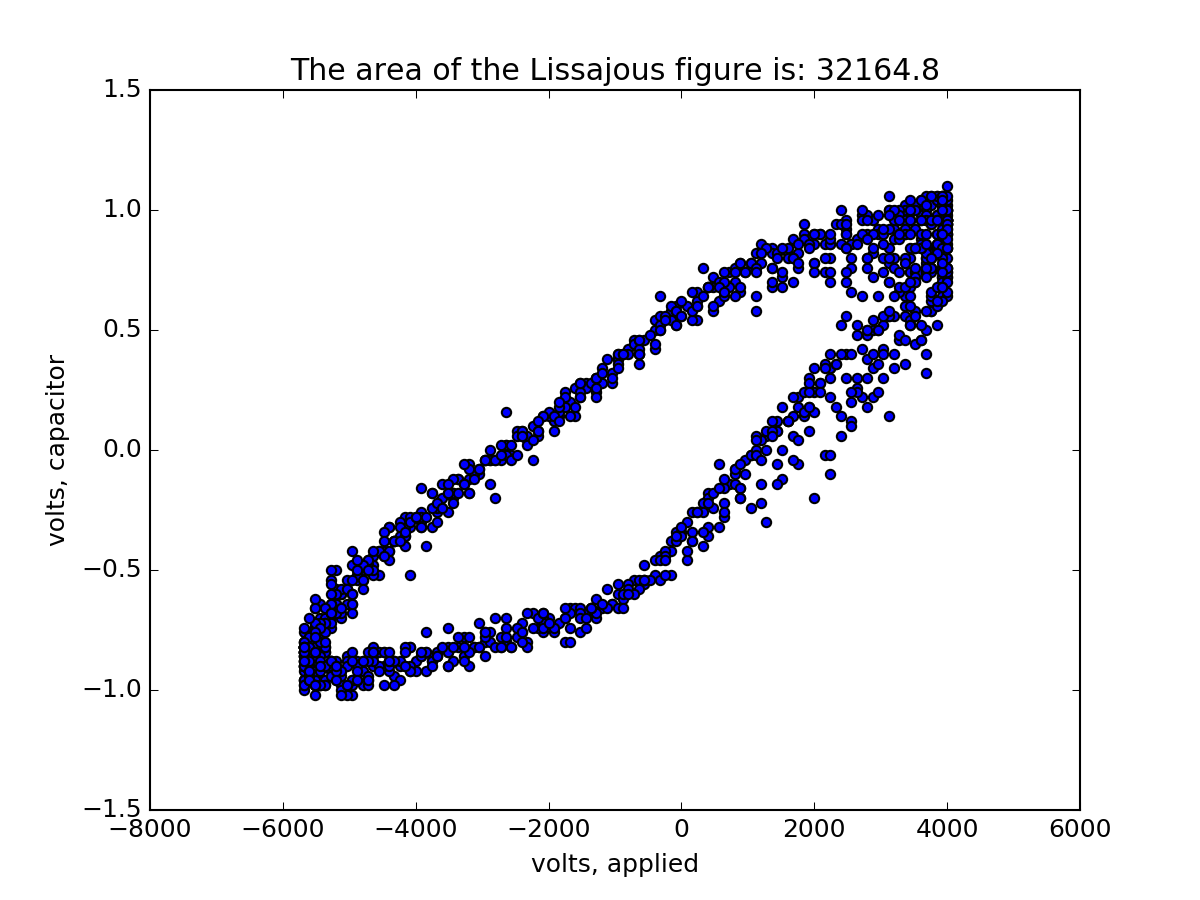 The area of the Lissajous figure is: 32164.8
1.5
1.0
0.5
0.0
−0.5
−1.0
−1.5
volts, capacitor
−8000 −6000 −4000 −2000 0 2000 4000 6000
volts, applied